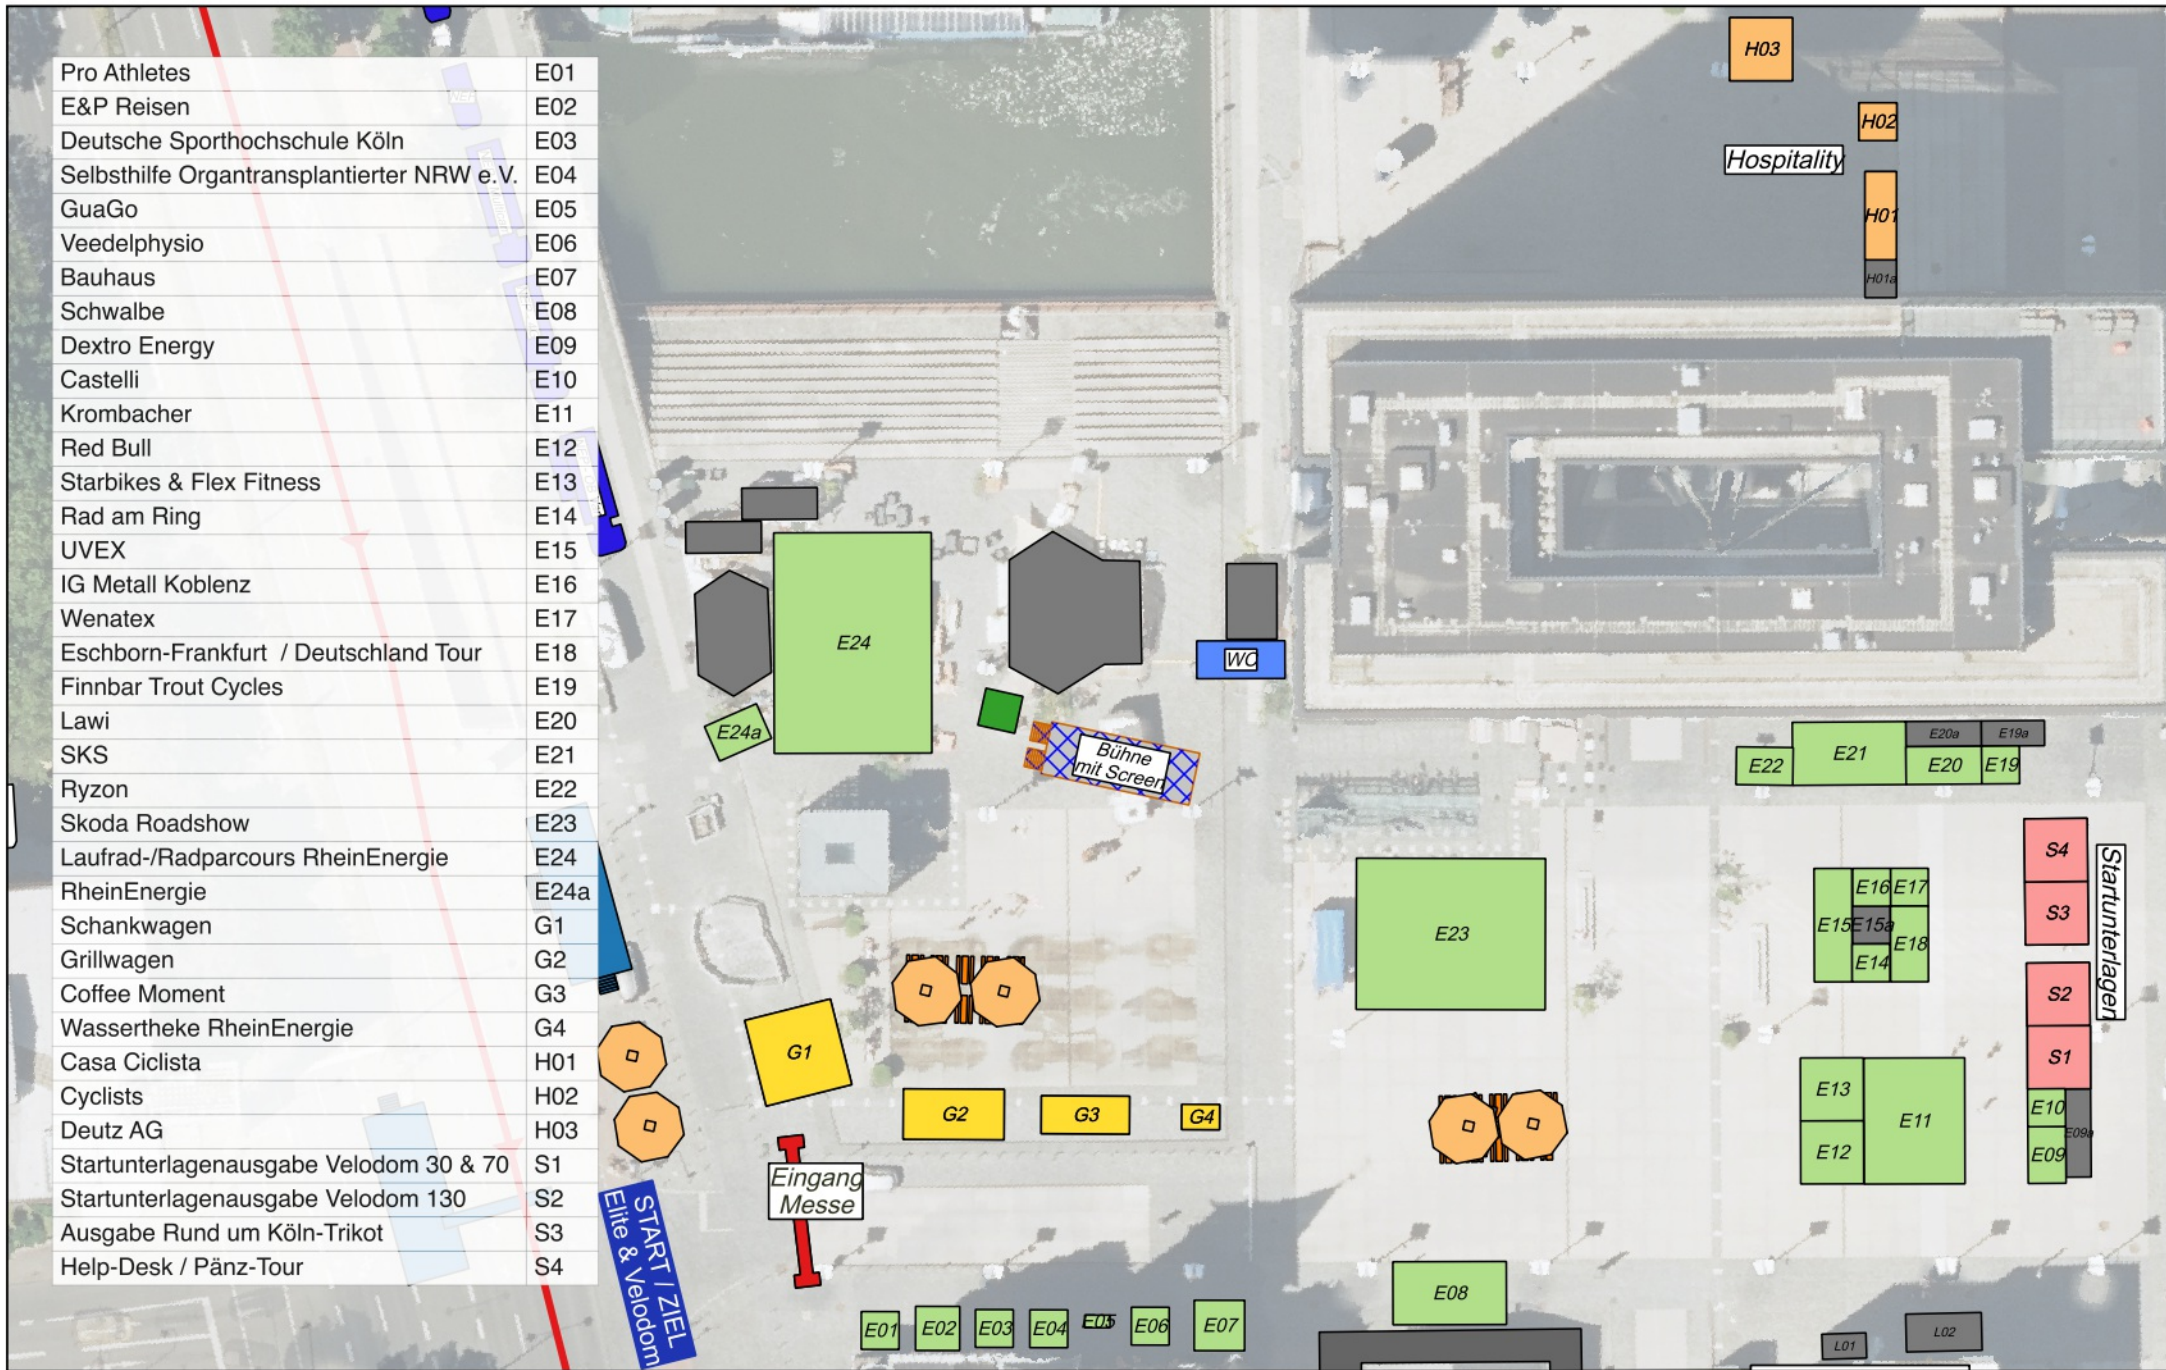 Pro Athletes E01
E&P Reisen E02
Deutsche Sporthochschule Köln E03
Selbsthilfe Organtransplantierter NRW e.V. E04
GuaGo E05
Veedelphysio E06
Bauhaus E07
Schwalbe E08
Dextro Energy E09
Castelli E10
Krombacher E11
Red Bull E12
Starbikes & Flex Fitness E13
Rad am Ring E14
UVEX E15
IG Metall Koblenz E16
Wenatex E17
Eschborn-Frankfurt / Deutschland Tour E18
Finnbar Trout Cycles E19
Lawi E20
SKS E21
Ryzon E22
Skoda Roadshow E23
Laufrad-/Radparcours RheinEnergie E24
RheinEnergie E24a
Schankwagen G1
Grillwagen G2
Coffee Moment G3
Wassertheke RheinEnergie G4
Casa Ciclista H01
Cyclists H02
Deutz AG H03
Startunterlagenausgabe Velodom 30 & 70 S1
Startunterlagenausgabe Velodom 130 S2
Ausgabe Rund um Köln-Trikot S3
Help-Desk / Pänz-Tour S4
H03
H02
Hospitality
H01
H01a
E24
WC
E24a
Bühne
mit Screen
E22
E21
E20a
E19a
E20
E19
S4
S3
S2
S1
Startunterlagen
E15
E16
E17
E15a
E18
E14
E23
G1
G2
G3
G4
E13
E12
E11
E10
E09
E09a
Eingang
Messe
START / ZIEL
Elite & Velodom
E01
E02
E03
E04
E05
E06
E07
E08
L01
L02